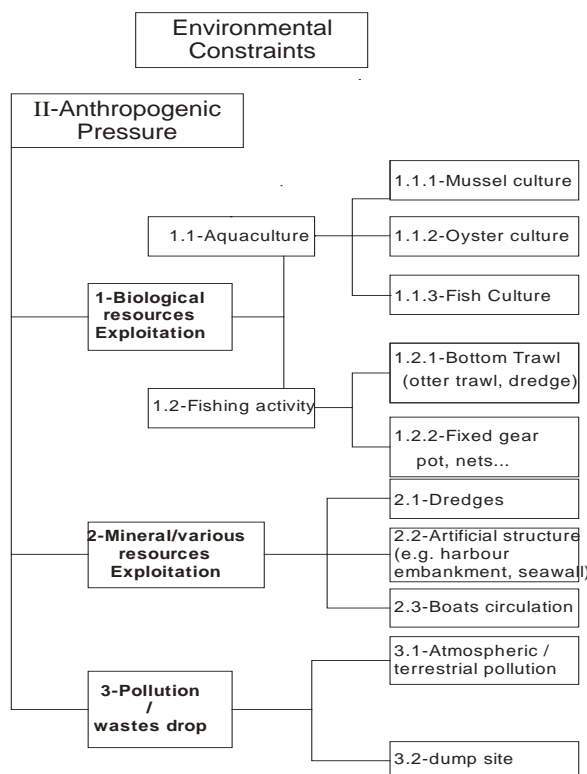 Environmental
Constraints
II-Anthropogenic
Pressure
1.1.1-Mussel culture
1.1-Aquaculture
1.1.2-Oyster culture
1-Biological
resources
Exploitation
1.1.3-Fish Culture
1.2.1-Bottom Trawl
(otter trawl, dredge)
1.2-Fishing activity
1.2.2-Fixed gear
pot, nets...
2.1-Dredges
2-Mineral/various
resources
Exploitation
2.2-Artificial structure
(e.g. harbour
embankment, seawall)
2.3-Boats circulation
3.1-Atmospheric /
terrestrial pollution
3-Pollution
/
wastes drop
3.2-dump site